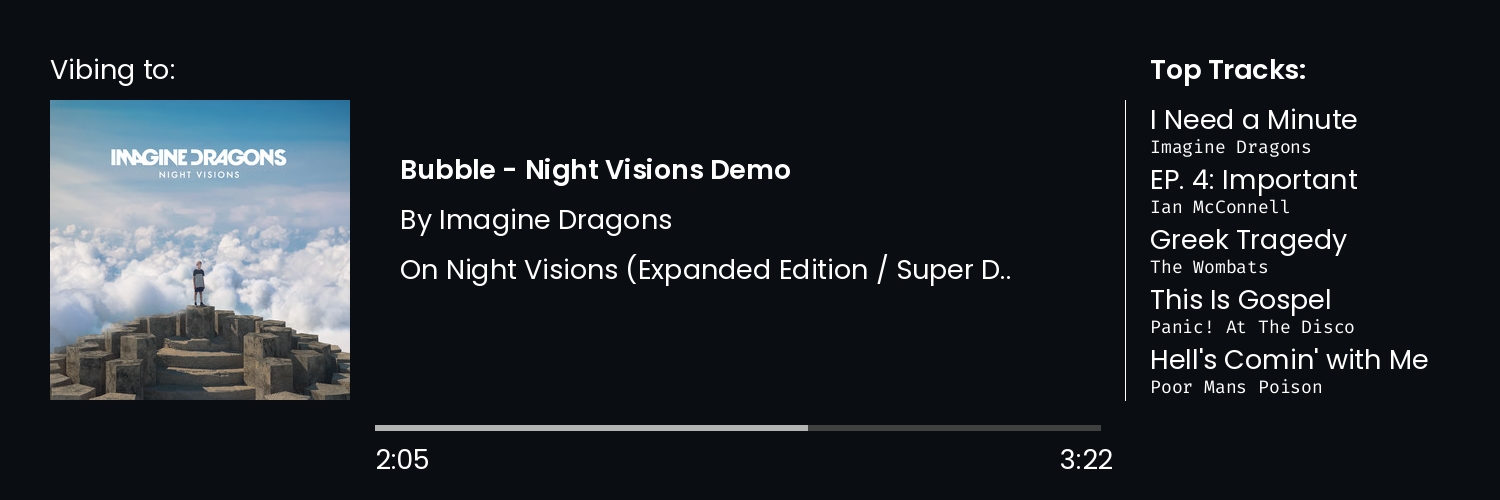 Vibing to:
IMAGINE DRAGONS
NIGHT VISIONS
Bubble - Night Visions Demo
By Imagine Dragons
On Night Visions (Expanded Edition / Super D..
2:05
3:22
Top Tracks:
I Need a Minute
Imagine Dragons
EP. 4: Important
Ian McConnell
Greek Tragedy
The Wombats
This Is Gospel
Panic! At The Disco
Hell's Comin' with Me
Poor Mans Poison